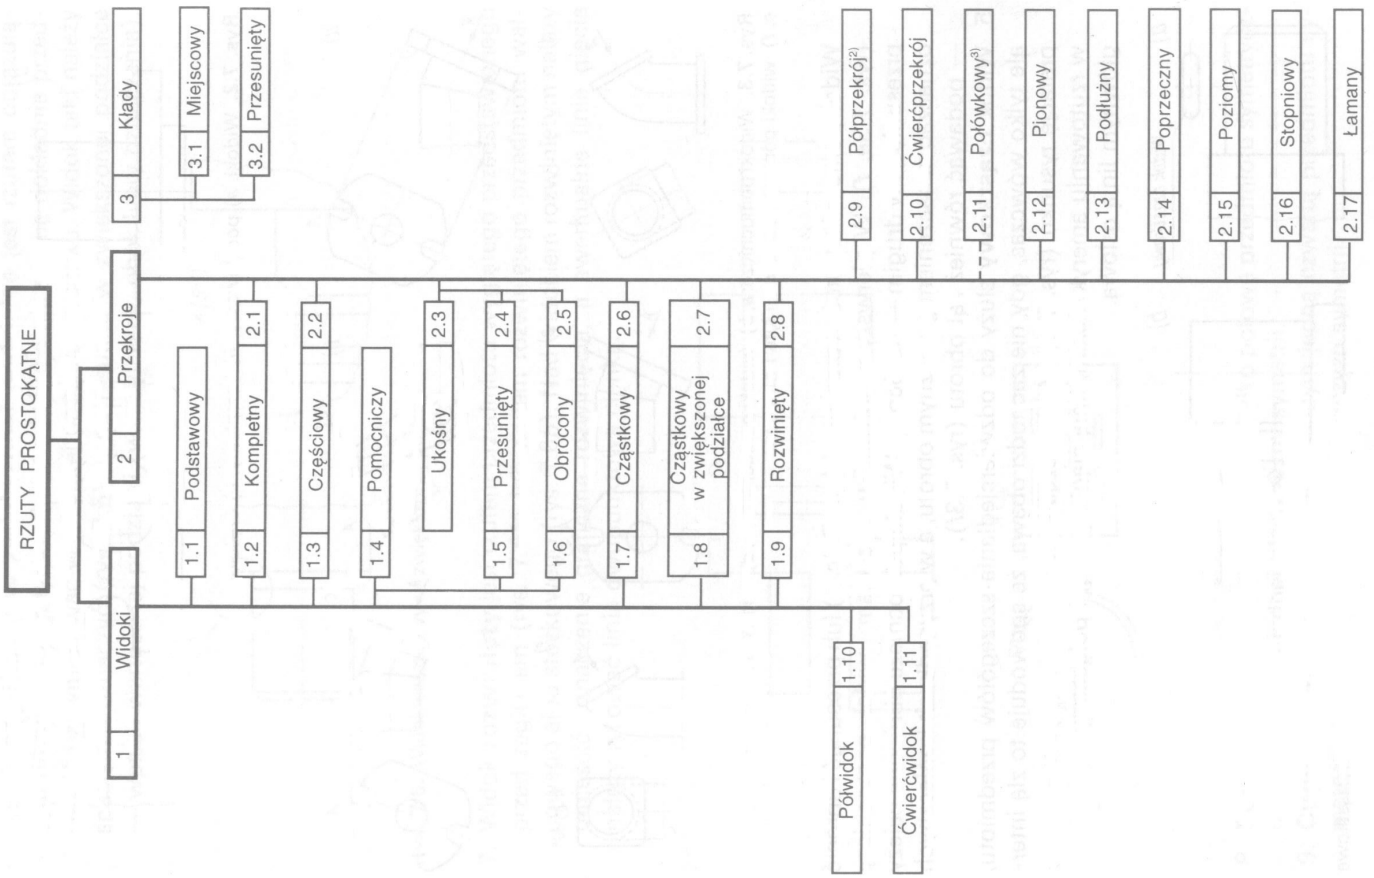 RZUTY PROSTOKĄTNE
1 Widoki
2 Przekroje
3 Kłady
1.1 Podstawowy
1.2 Kompletny 2.1
1.3 Częściowy 2.2
1.4 Pomocniczy
Ukośny 2.3
1.5 Przesunięty 2.4
1.6 Obrócony 2.5
1.7 Cząstkowy 2.6
1.8 Cząstkowy
w zwiększonej
podziałce 2.7
1.9 Rozwinięty 2.8
Półwidok 1.10
Ćwierćwidok 1.11
2.9 Półprzekrój²⁾
2.10 Ćwierćprzekrój
2.11 Połówkowy³⁾
2.12 Pionowy
2.13 Podłużny
2.14 Poprzeczny
2.15 Poziomy
2.16 Stopniowy
2.17 Łamany
3.1 Miejscowy
3.2 Przesunięty